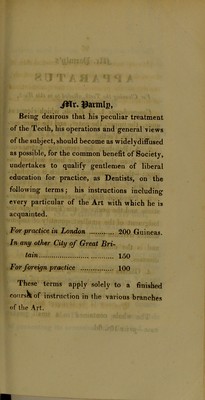 Mr. Parmly,
Being desirous that his peculiar treatment
of the Teeth, his operations and general views
of the subject, should become as widely diffused
as possible, for the common benefit of Society,
undertakes to qualify gentlemen of liberal
education for practice, as Dentists, on the
following terms; his instructions including
every particular of the Art with which he is
acquainted.
For practice in London ............ 200 Guineas.
In any other City of Great Bri-
tain .................................... 150
For foreign practice ................ 100
These terms apply solely to a finished
course of instruction in the various branches
of the Art.